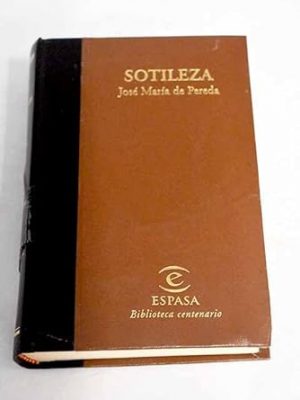 SOTILEZA
José María de Pereda
ESPASA
Biblioteca centenario